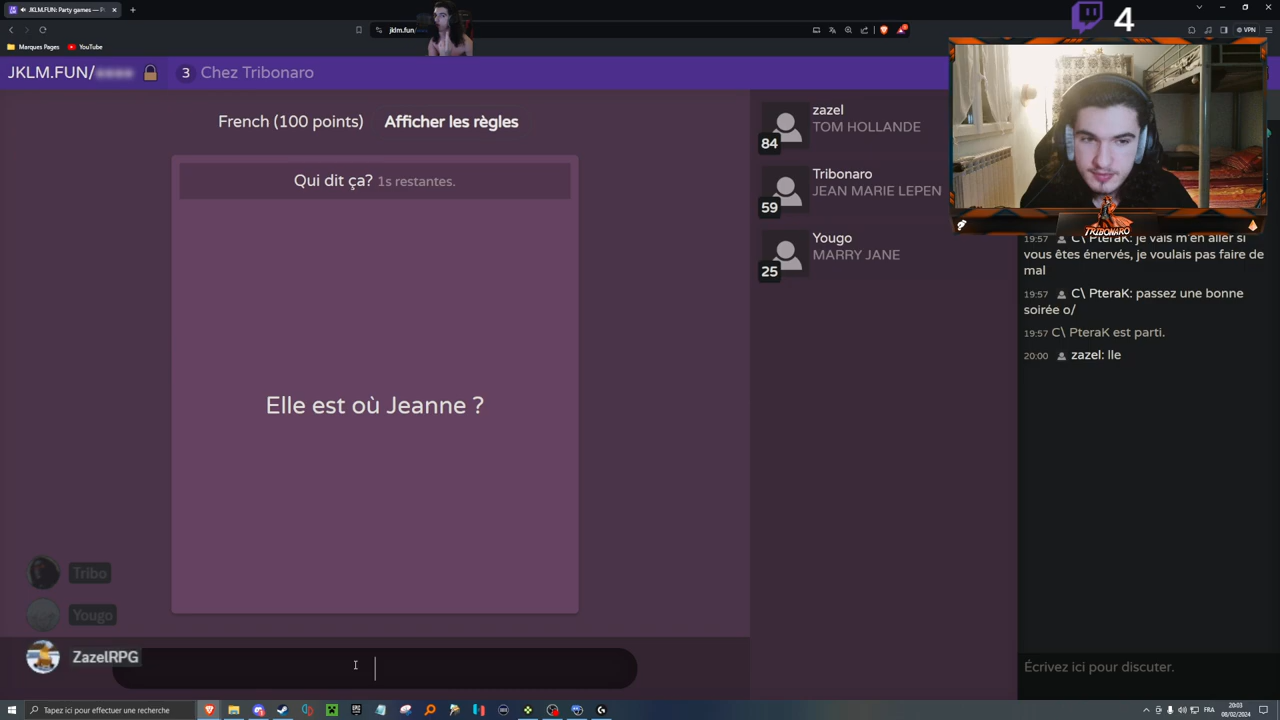 JKLM.FUN: Party games — P
4
jklm.fun/
VPN
Marques Pages
YouTube
JKLM.FUN/
3 Chez Tribonaro
French (100 points) Afficher les règles
Qui dit ça? 1s restantes.
Elle est où Jeanne ?
zazel
TOM HOLLANDE
84
Tribonaro
JEAN MARIE LEPEN
59
Yougo
MARRY JANE
25
TRIBONARO
19:57 C\ PteraK: je vais m'en aller si
vous êtes énervés, je voulais pas faire de
mal
19:57 C\ PteraK: passez une bonne
soirée o/
19:57 C\ PteraK est parti.
20:00 zazel: lle
Tribo
Yougo
ZazelRPG
Écrivez ici pour discuter.
Tapez ici pour effectuer une recherche
FRA
20:03
08/02/2024